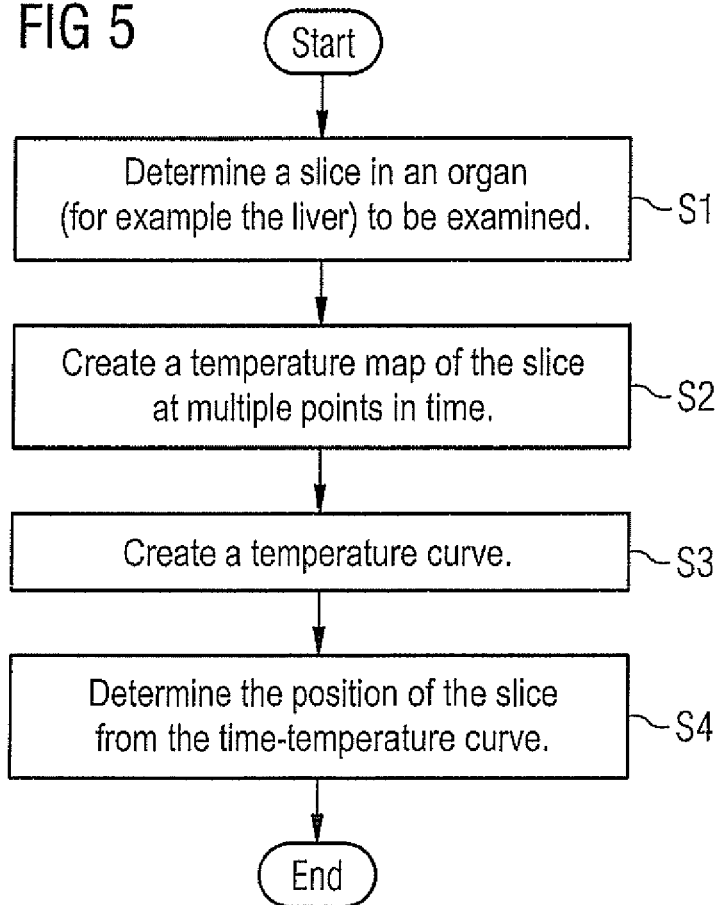 FIG 5
Start
Determine a slice in an organ
(for example the liver) to be examined.
S1
Create a temperature map of the slice
at multiple points in time.
S2
Create a temperature curve.
S3
Determine the position of the slice
from the time-temperature curve.
S4
End